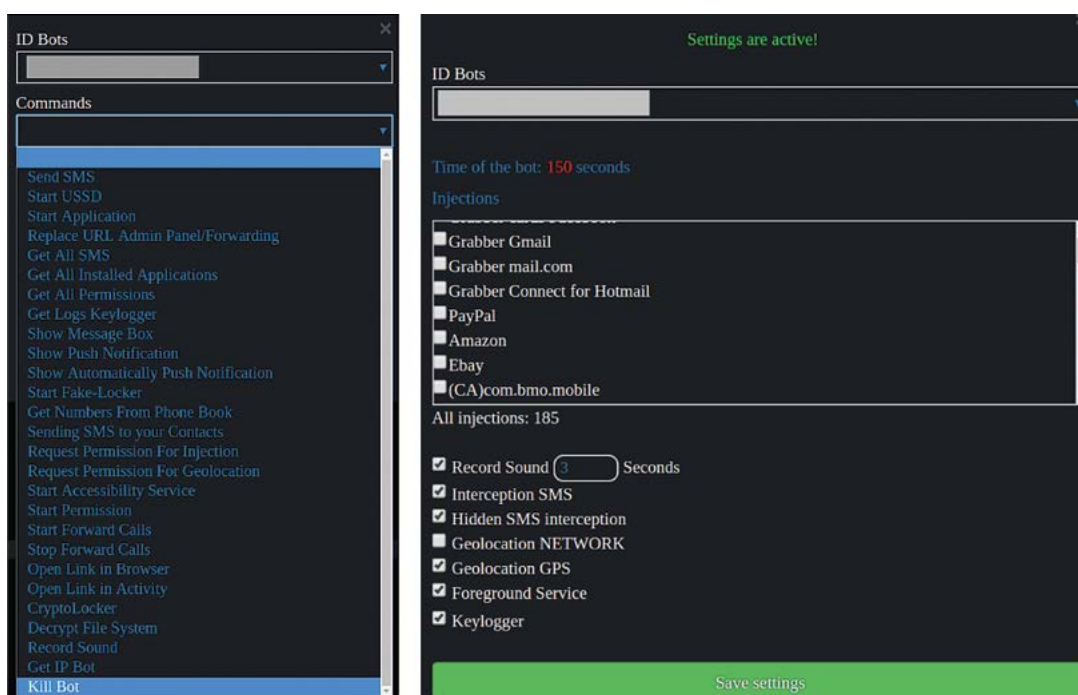 ID Bots
Commands
Send SMS
Start USSD
Start Application
Replace URL Admin Panel/Forwarding
Get All SMS
Get All Installed Applications
Get All Permissions
Get Logs Keylogger
Show Message Box
Show Push Notification
Show Automatically Push Notification
Start Fake-Locker
Get Numbers From Phone Book
Sending SMS to your Contacts
Request Permission For Injection
Request Permission For Geolocation
Start Accessibility Service
Start Permission
Start Forward Calls
Stop Forward Calls
Open Link in Browser
Open Link in Activity
CryptoLocker
Decrypt File System
Record Sound
Get IP Bot
Kill Bot
Settings are active!
ID Bots
Time of the bot: 150 seconds
Injections
Grabber Gmail
Grabber mail.com
Grabber Connect for Hotmail
PayPal
Amazon
Ebay
(CA)com.bmo.mobile
All injections: 185
Record Sound 3 Seconds
Interception SMS
Hidden SMS interception
Geolocation NETWORK
Geolocation GPS
Foreground Service
Keylogger
Save settings